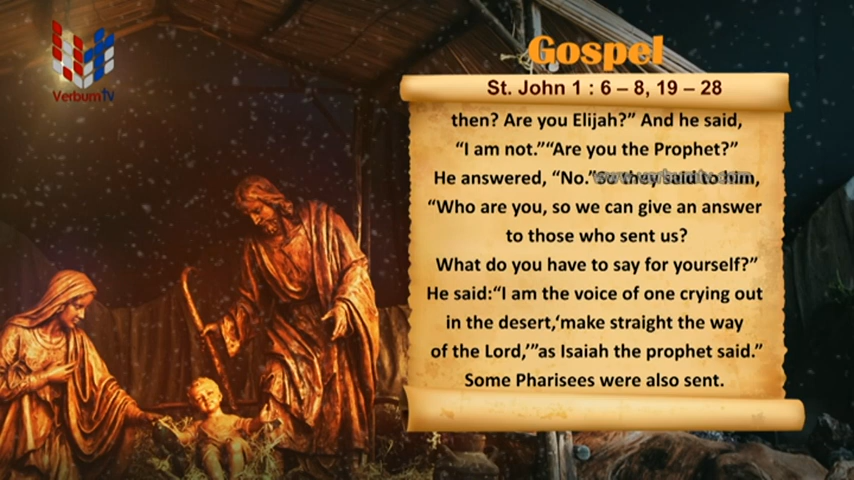 VerbumTV
Gospel
St. John 1 : 6 – 8, 19 – 28
then? Are you Elijah?” And he said,
“I am not.”“Are you the Prophet?”
He answered, “No.”So they said to him,
www.verbumtv.com
“Who are you, so we can give an answer
to those who sent us?
What do you have to say for yourself?”
He said:“I am the voice of one crying out
in the desert,‘make straight the way
of the Lord,’”as Isaiah the prophet said.”
Some Pharisees were also sent.